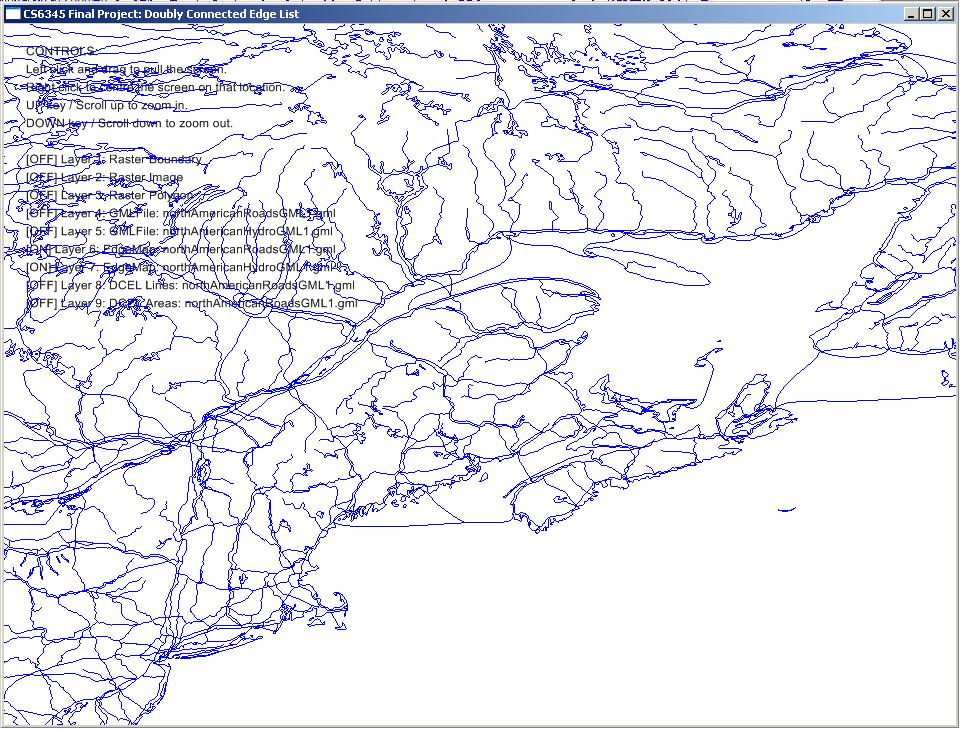 CS6345 Final Project: Doubly Connected Edge List
CONTROLS:
Left click and drag to pull the screen.
Right click to centre the screen on that location.
UP key / Scroll up to zoom in.
DOWN key / Scroll down to zoom out.
[OFF] Layer 1: Raster Boundary
[OFF] Layer 2: Raster Image
[OFF] Layer 3: Raster Polygon
[OFF] Layer 4: GMLFile: northAmericanRoadsGML1.gml
[OFF] Layer 5: GMLFile: northAmericanHydroGML1.gml
[ON] Layer 6: EdgeMap: northAmericanRoadsGML1.gml
[ON] Layer 7: EdgeMap: northAmericanHydroGML1.gml
[OFF] Layer 8: DCEL Lines: northAmericanRoadsGML1.gml
[OFF] Layer 9: DCEL Areas: northAmericanRoadsGML1.gml